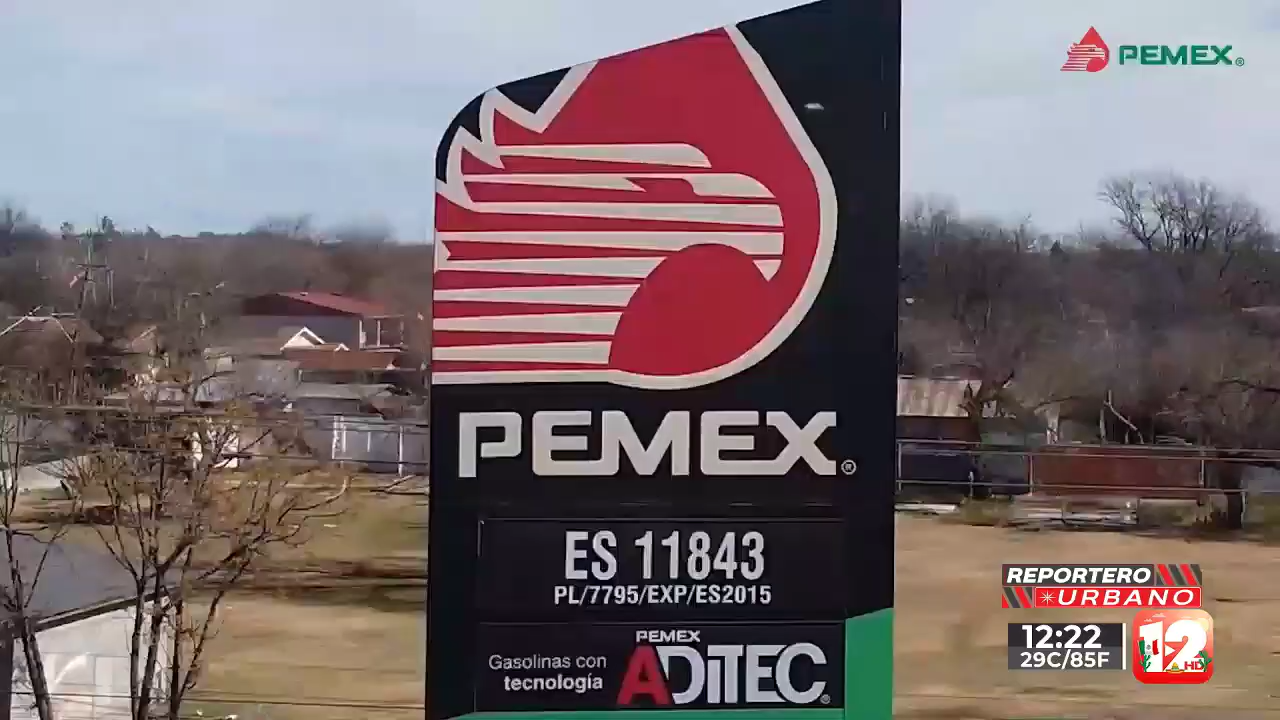 PEMEX®
PEMEX®
ES 11843
PL/7795/EXP/ES2015
Gasolinas con
tecnología
PEMEX
ADITEC®
REPORTERO
URBANO
12:22
29C/85F
12
HD